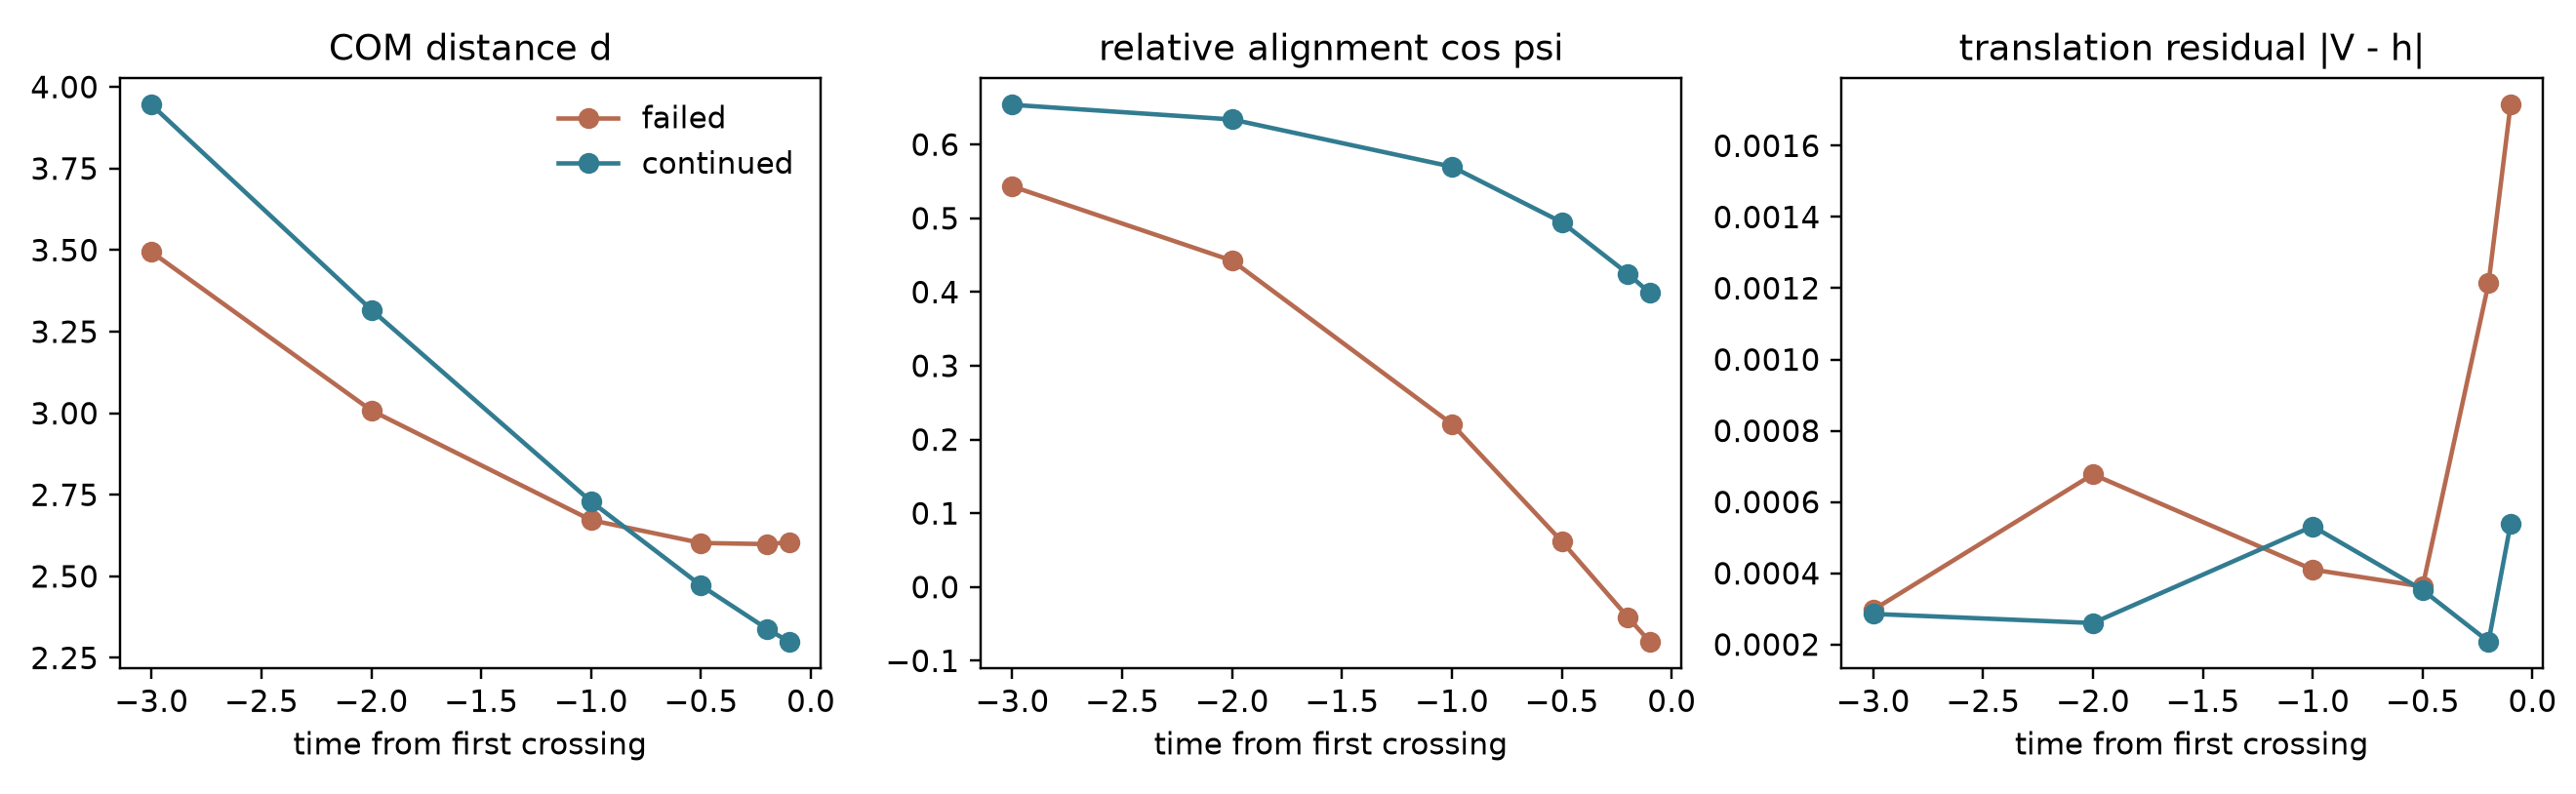 COM distance d
4.00
3.75
3.50
3.25
3.00
2.75
2.50
2.25
failed
continued
−3.0 −2.5 −2.0 −1.5 −1.0 −0.5 0.0
time from first crossing
relative alignment cos psi
0.6
0.5
0.4
0.3
0.2
0.1
0.0
−0.1
−3.0 −2.5 −2.0 −1.5 −1.0 −0.5 0.0
time from first crossing
translation residual |V - h|
0.0016
0.0014
0.0012
0.0010
0.0008
0.0006
0.0004
0.0002
−3.0 −2.5 −2.0 −1.5 −1.0 −0.5 0.0
time from first crossing